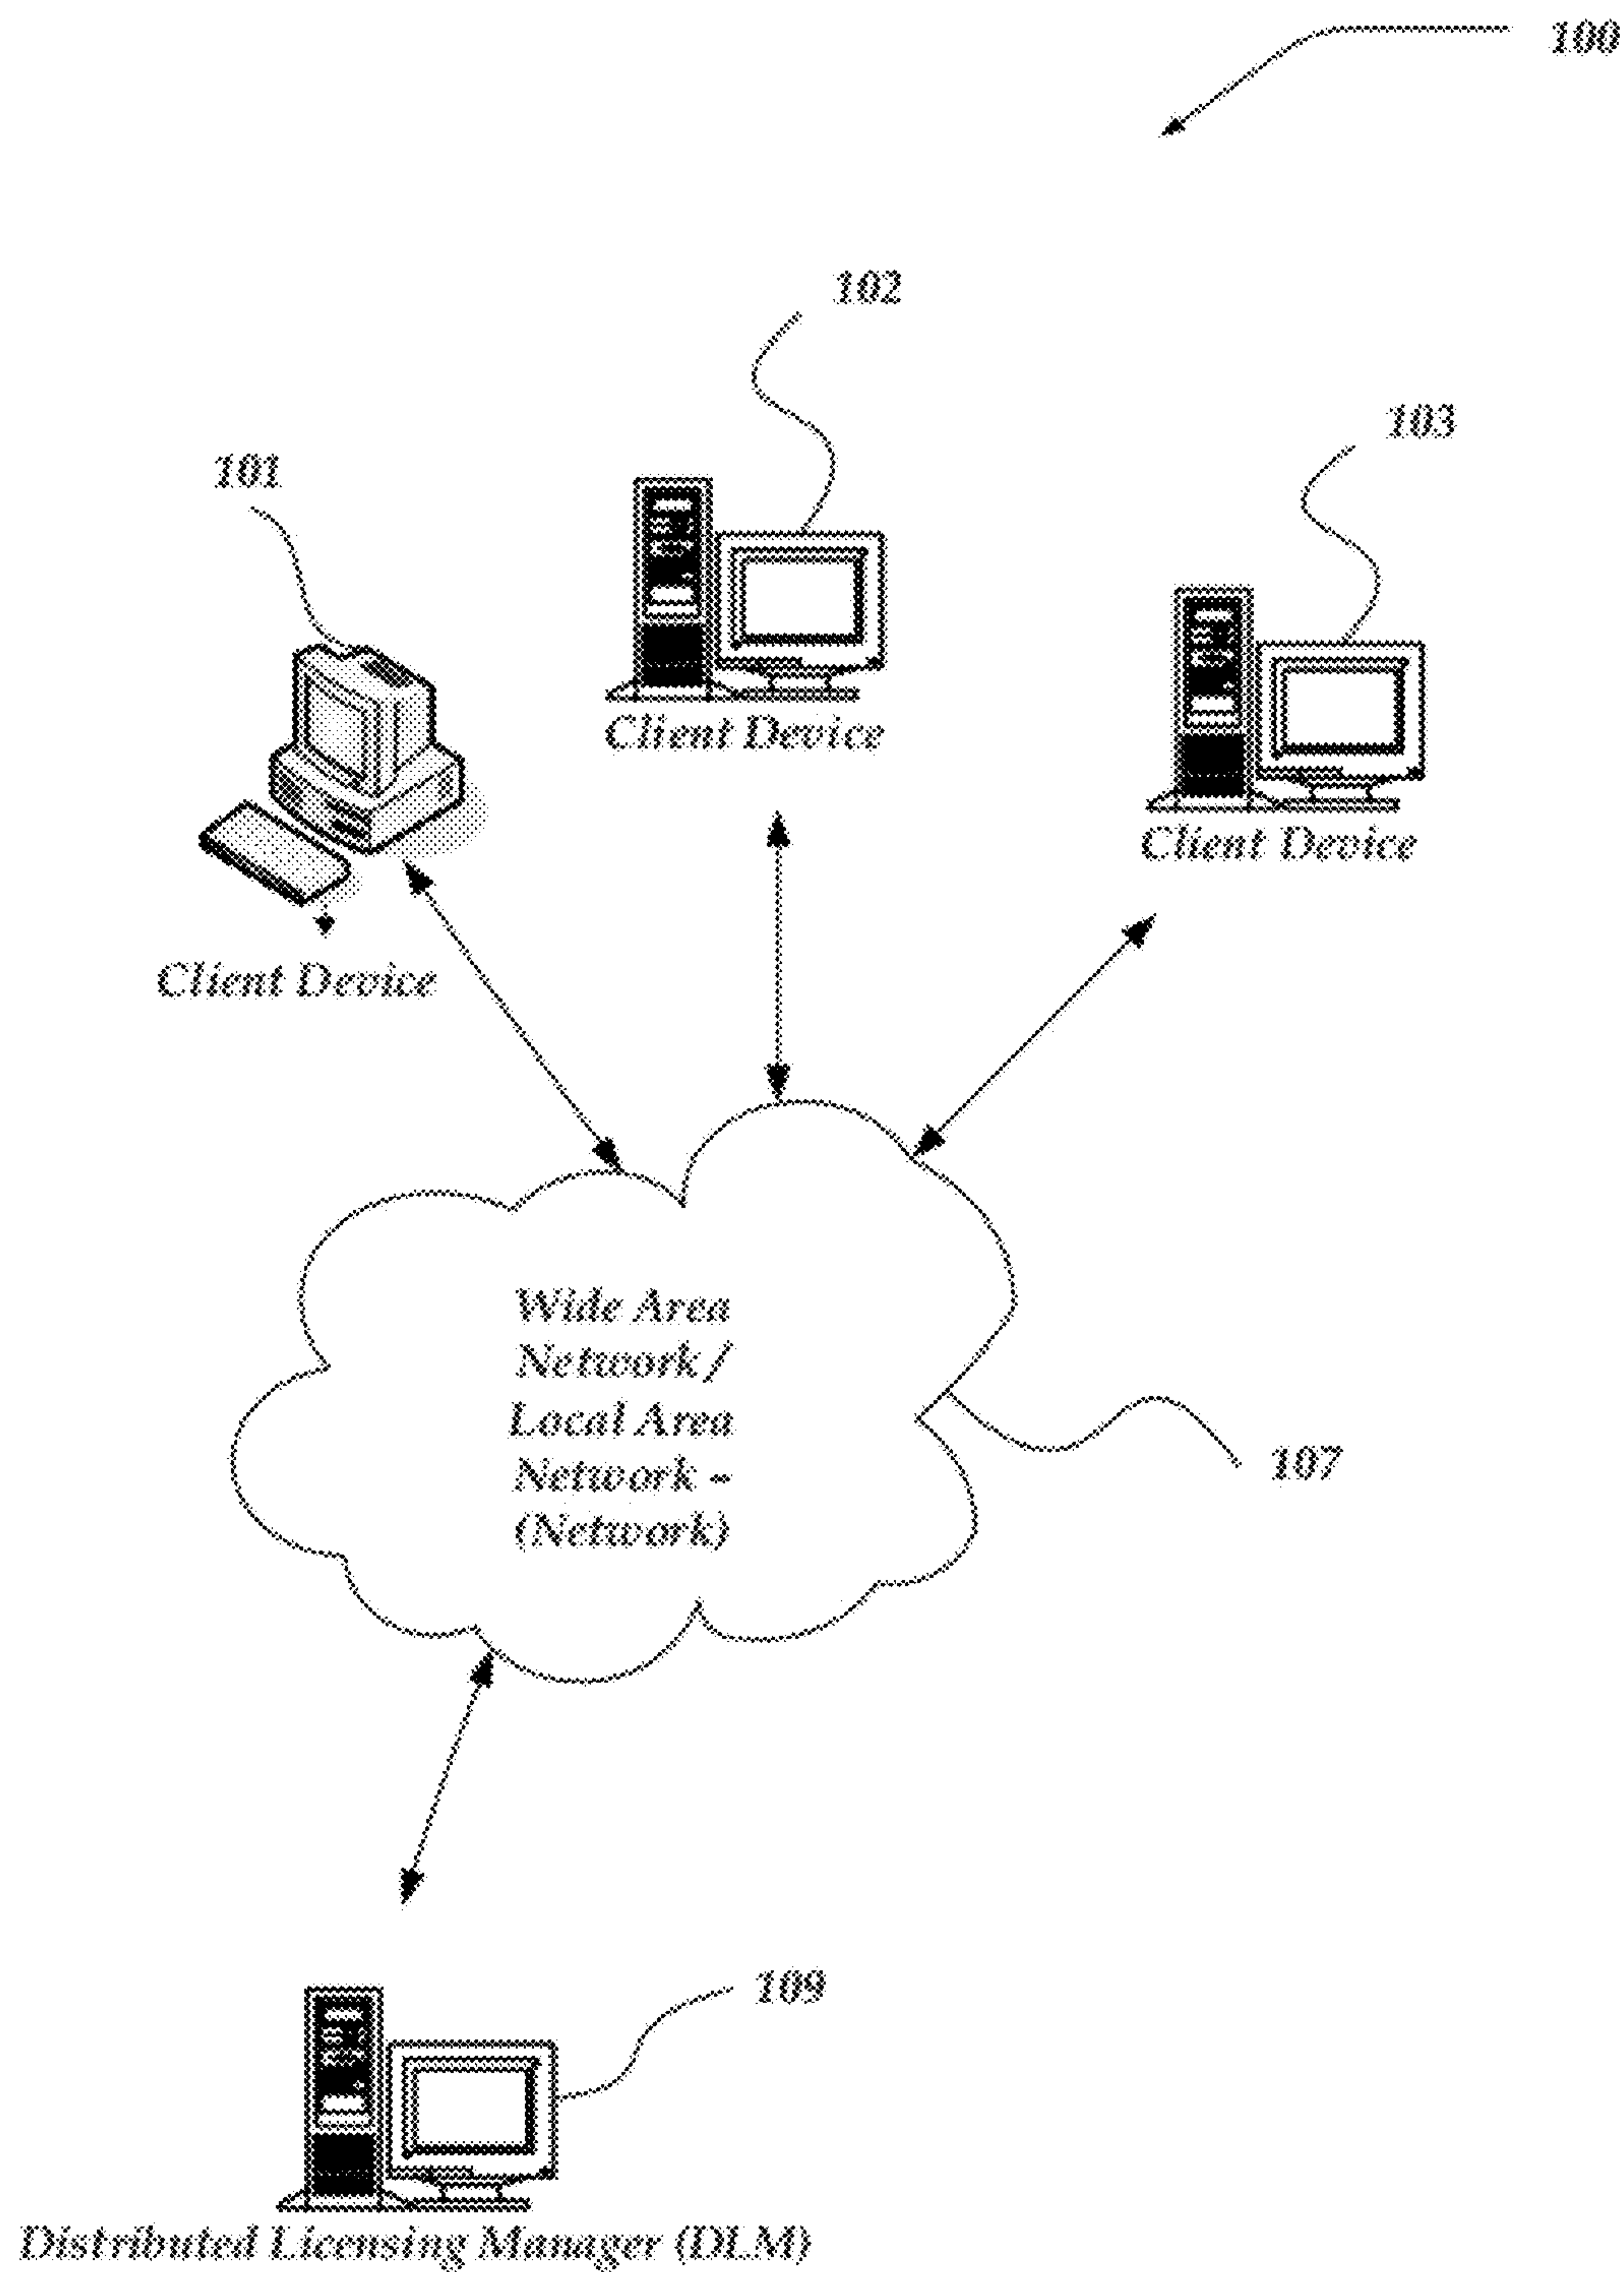 100
102
103
101
Client Device
Client Device
Client Device
Wide Area
Network /
Local Area
Network –
(Network)
107
109
Distributed Licensing Manager (DLM)